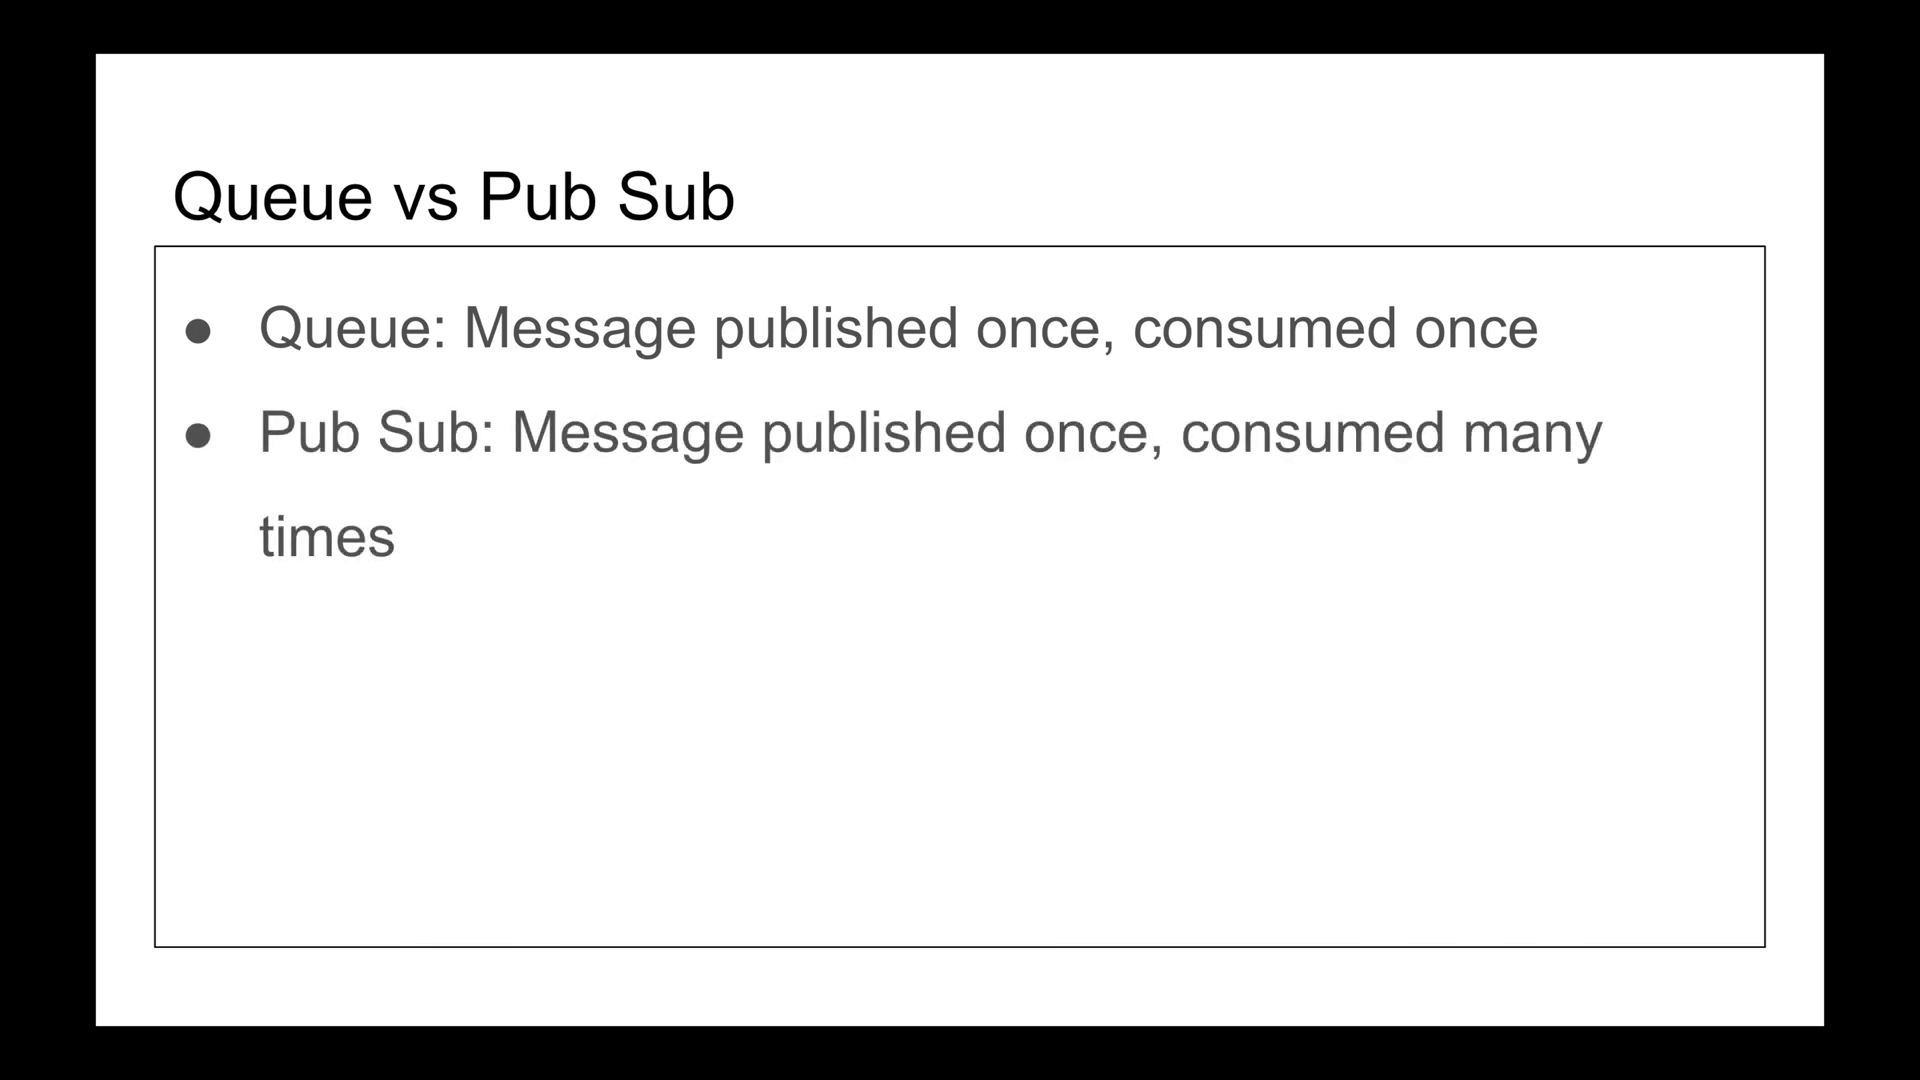 Queue vs Pub Sub
● Queue: Message published once, consumed once
● Pub Sub: Message published once, consumed many
times